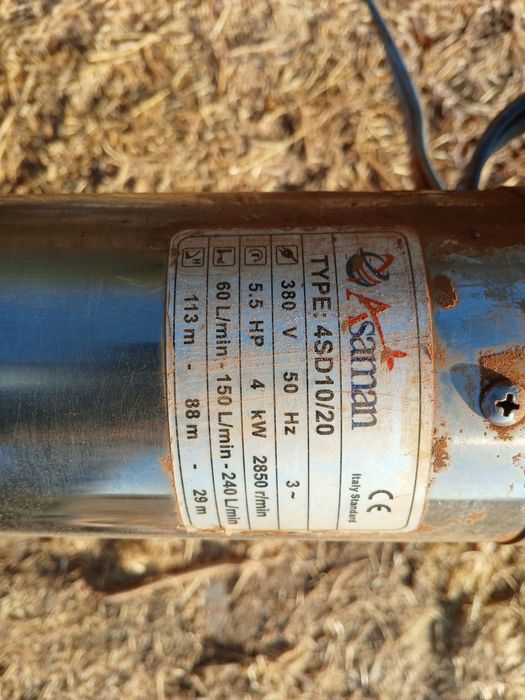 Asaman
CE
Italy Standard
TYPE: 4SD10/20
380 V 50 Hz 3~
5.5 HP 4 kW 2850 r/min
60 L/min - 150 L/min - 240 L/min
H 113 m - 88 m - 29 m